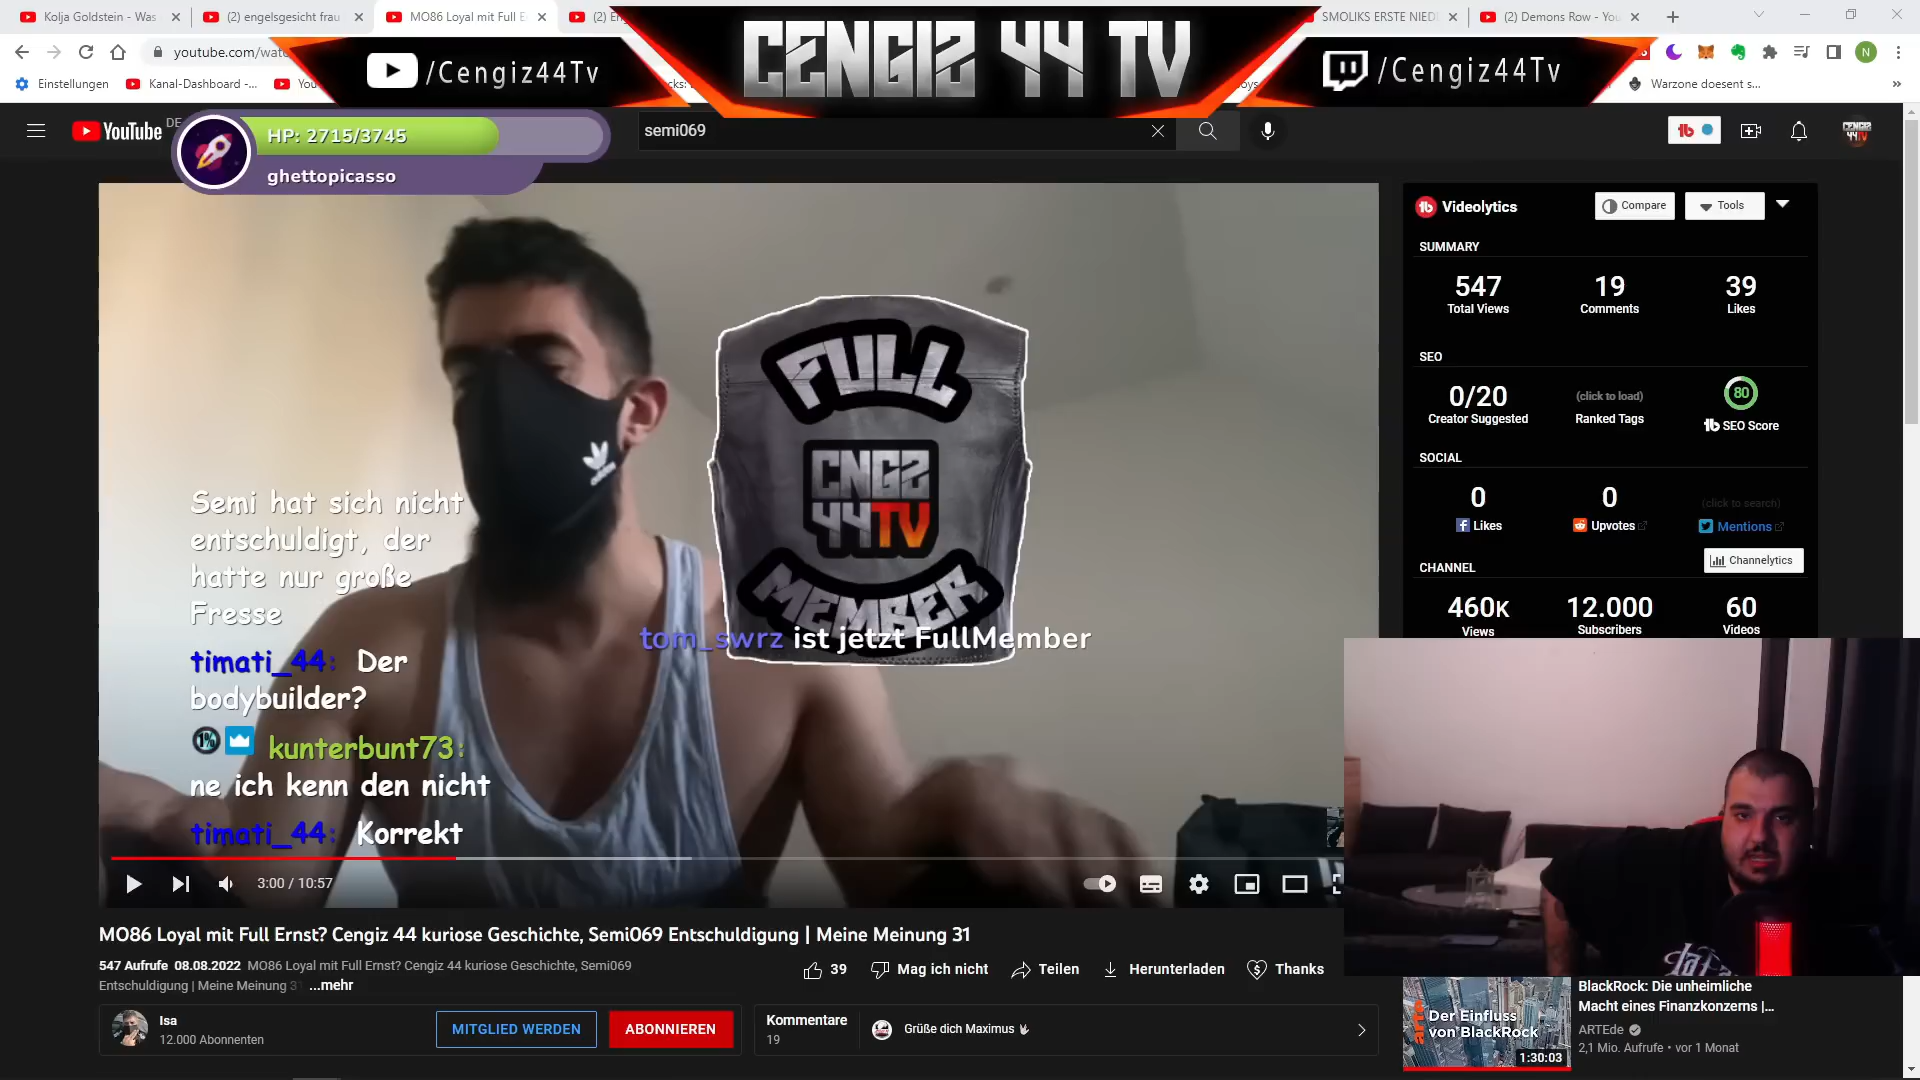 Kolja Goldstein - Was
(2) engelsgesicht frau
MO86 Loyal mit Full E
SMOLIKS ERSTE NIED
(2) Demons Row - You
youtube.com/wat
Einstellungen
Kanal-Dashboard -...
You
Warzone doesent s...
/Cengiz44Tv
CENGIZ 44 TV
/Cengiz44Tv
YouTube
DE
semi069
HP: 2715/3745
ghettopicasso
FULL
CNGZ
44TV
MEMBER
tom_swrz ist jetzt FullMember
Semi hat sich nicht
entschuldigt, der
hatte nur große
Fresse
timati_44: Der
bodybuilder?
kunterbunt73:
ne ich kenn den nicht
timati_44: Korrekt
3:00 / 10:57
Videolytics
Compare
Tools
SUMMARY
547
19
39
Total Views
Comments
Likes
SEO
0/20
(click to load)
80
Creator Suggested
Ranked Tags
SEO Score
SOCIAL
0
0
(click to search)
Likes
Upvotes
Mentions
Channelytics
CHANNEL
460K
12.000
60
Views
Subscribers
Videos
MO86 Loyal mit Full Ernst? Cengiz 44 kuriose Geschichte, Semi069 Entschuldigung | Meine Meinung 31
547 Aufrufe 08.08.2022 MO86 Loyal mit Full Ernst? Cengiz 44 kuriose Geschichte, Semi069
Entschuldigung | Meine Meinung 31 ...mehr
39
Mag ich nicht
Teilen
Herunterladen
Thanks
Isa
12.000 Abonnenten
MITGLIED WERDEN
ABONNIEREN
Kommentare
19
Grüße dich Maximus
arte
Der Einfluss
von BlackRock
1:30:03
BlackRock: Die unheimliche
Macht eines Finanzkonzerns |...
ARTEde
2,1 Mio. Aufrufe • vor 1 Monat